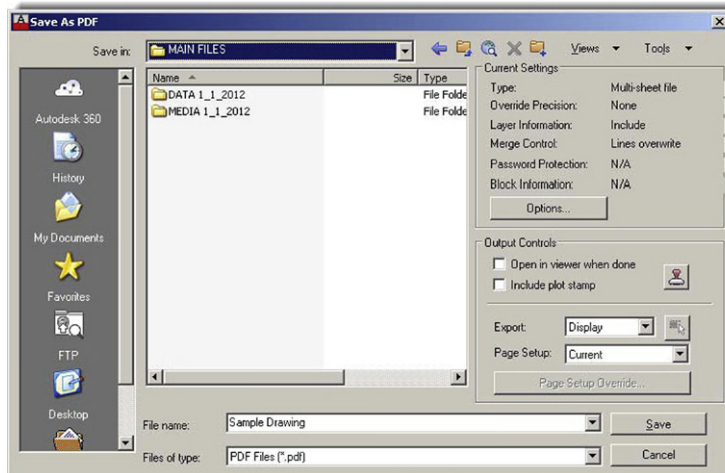 Save As PDF
Save in:
MAIN FILES
Views
Tools
Autodesk 360
History
My Documents
Favorites
FTP
Desktop
Name
Size
Type
DATA 1_1_2012
File Folde
MEDIA 1_1_2012
File Folde
Current Settings
Type: Multi-sheet file
Override Precision: None
Layer Information: Include
Merge Control: Lines overwrite
Password Protection: N/A
Block Information: N/A
Options...
Output Controls
Open in viewer when done
Include plot stamp
Export: Display
Page Setup: Current
Page Setup Override...
File name: Sample Drawing
Save
Files of type: PDF Files (*.pdf)
Cancel